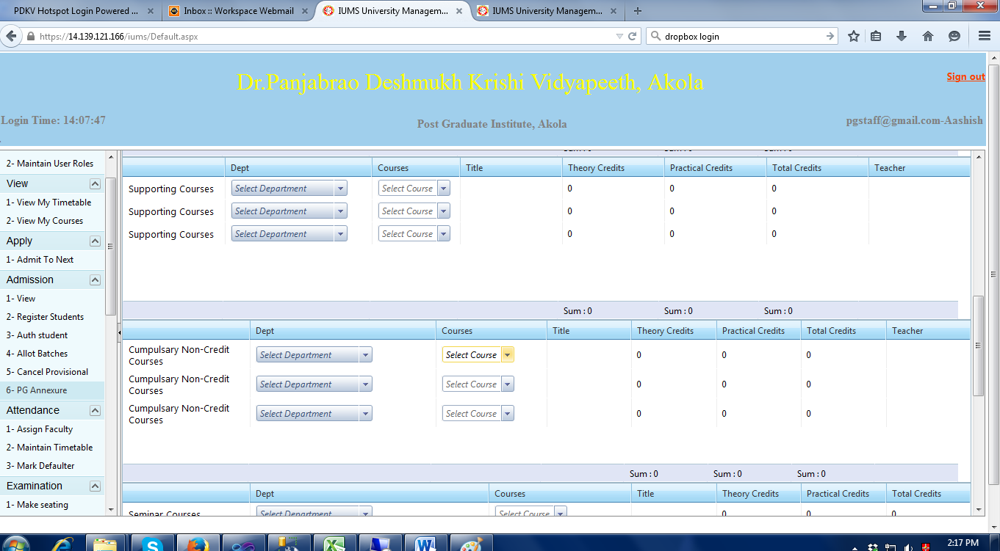 PDKV Hotspot Login Powered ...
Inbox :: Workspace Webmail
IUMS University Managem...
IUMS University Managem...
https://14.139.121.166/iums/Default.aspx
dropbox login
Dr.Panjabrao Deshmukh Krishi Vidyapeeth, Akola
Sign out
Login Time: 14:07:47
Post Graduate Institute, Akola
pgstaff@gmail.com-Aashish
2- Maintain User Roles
View
1- View My Timetable
2- View My Courses
Apply
1- Admit To Next
Admission
1- View
2- Register Students
3- Auth student
4- Allot Batches
5- Cancel Provisional
6- PG Annexure
Attendance
1- Assign Faculty
2- Maintain Timetable
3- Mark Defaulter
Examination
1- Make seating
Dept Courses Title Theory Credits Practical Credits Total Credits Teacher
Supporting Courses Select Department Select Course 0 0 0
Supporting Courses Select Department Select Course 0 0 0
Supporting Courses Select Department Select Course 0 0 0
Sum : 0 Sum : 0 Sum : 0
Dept Courses Title Theory Credits Practical Credits Total Credits Teacher
Cumpulsary Non-Credit
Courses
Select Department Select Course 0 0 0
Cumpulsary Non-Credit
Courses
Select Department Select Course 0 0 0
Cumpulsary Non-Credit
Courses
Select Department Select Course 0 0 0
Sum : 0 Sum : 0 Sum : 0
Dept Courses Title Theory Credits Practical Credits Total Credits
Seminar Courses Select Department Select Course 0 0 0
2:17 PM